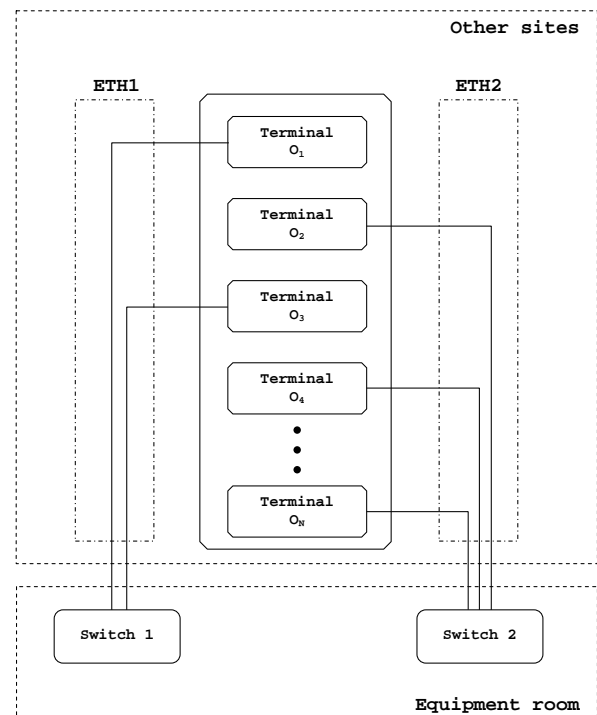 Other sites
ETH1
ETH2
Terminal
O₁
Terminal
O₂
Terminal
O₃
Terminal
O₄
Terminal
O_N
Switch 1
Switch 2
Equipment room